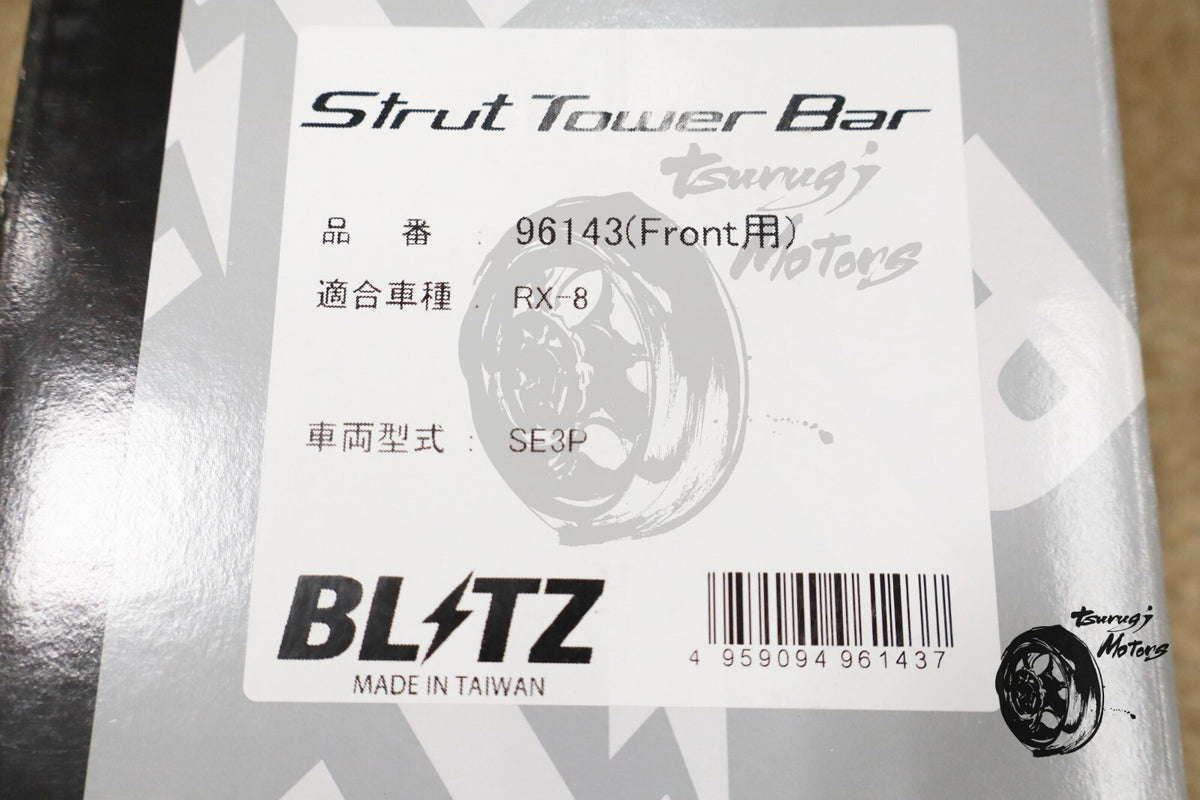 Strut Tower Bar
tsurugi
Motors
品 番 : 96143(Front用)
適合車種 : RX-8
車両型式 : SE3P
BLITZ
MADE IN TAIWAN
4 959094 961437
tsurugi
Motors